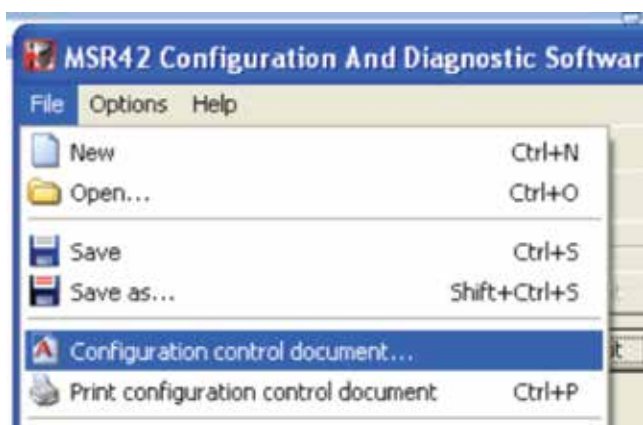 MSR42 Configuration And Diagnostic Softwar
File Options Help
New Ctrl+N
Open... Ctrl+O
Save Ctrl+S
Save as... Shift+Ctrl+S
Configuration control document...
Print configuration control document Ctrl+P